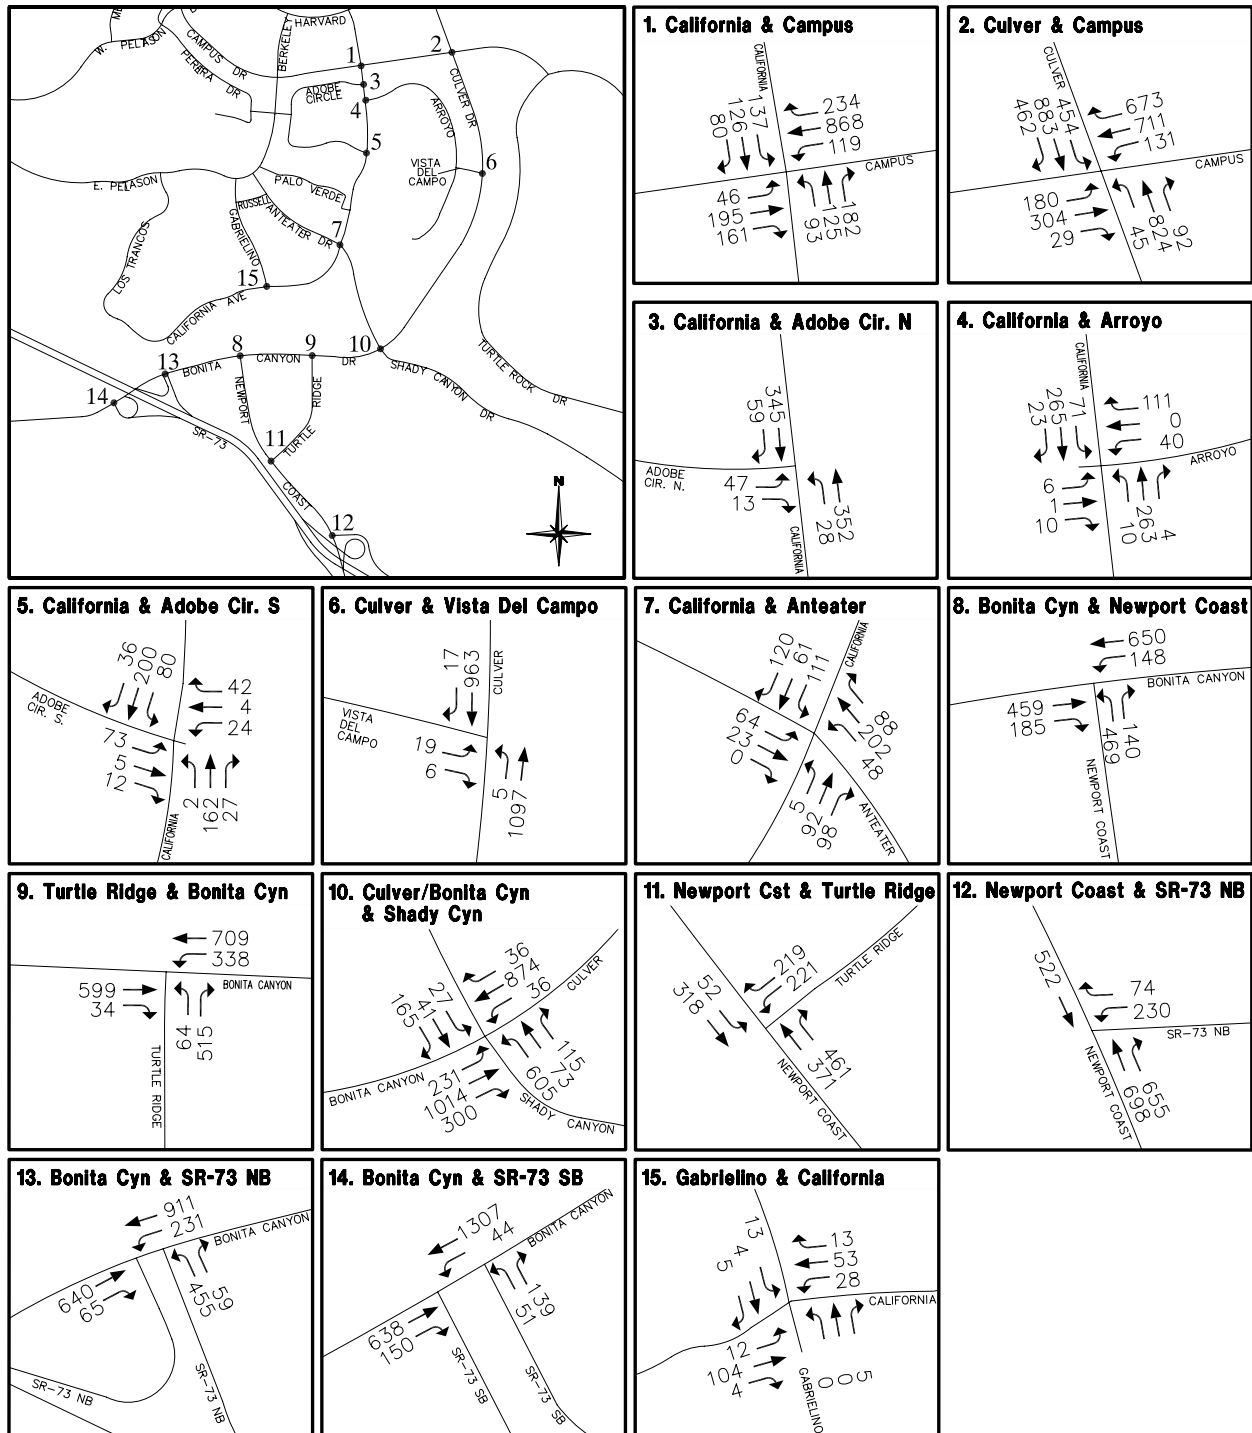 HARVARD
BERKELEY
W. PELTASON
CAMPUS DR
PEREIRA DR
ADOBE
CIRCLE
ARROYO
CULVER DR
1
2
3
4
5
6
VISTA
DEL
CAMPO
E. PELTASON
PALO VERDE
RUSSELL
ANTEATER DR
GABRIELINO
LOS TRANCOS
7
15
CALIFORNIA AVE
13
8
9
10
BONITA
CANYON
DR
SHADY CANYON DR
TURTLE ROCK DR
14
NEWPORT
RIDGE
SR-73
11
TURTLE
COAST
12
N
1. California & Campus
CALIFORNIA
80
126
137
234
868
119
CAMPUS
46
195
161
93
125
182
2. Culver & Campus
CULVER
462
883
454
673
711
131
CAMPUS
180
304
29
45
824
92
3. California & Adobe Cir. N
59
345
ADOBE
CIR. N.
47
13
28
352
CALIFORNIA
4. California & Arroyo
CALIFORNIA
23
265
71
111
0
40
ARROYO
6
1
10
10
263
4
5. California & Adobe Cir. S
36
200
80
42
4
24
ADOBE
CIR. S.
73
5
12
2
162
27
CALIFORNIA
6. Culver & Vista Del Campo
17
963
CULVER
VISTA
DEL
CAMPO
19
6
5
1097
7. California & Anteater
120
61
111
CALIFORNIA
64
23
0
88
202
48
5
92
98
ANTEATER
8. Bonita Cyn & Newport Coast
650
148
BONITA CANYON
459
185
469
140
NEWPORT COAST
9. Turtle Ridge & Bonita Cyn
709
338
BONITA CANYON
599
34
64
515
TURTLE RIDGE
10. Culver/Bonita Cyn
& Shady Cyn
36
874
36
CULVER
165
41
27
BONITA CANYON
231
1014
300
605
73
115
SHADY CANYON
11. Newport Cst & Turtle Ridge
219
221
TURTLE RIDGE
52
318
461
371
NEWPORT COAST
12. Newport Coast & SR-73 NB
522
74
230
SR-73 NB
NEWPORT COAST
698
655
13. Bonita Cyn & SR-73 NB
911
231
BONITA CANYON
640
65
455
59
SR-73 NB
SR-73 NB
14. Bonita Cyn & SR-73 SB
1307
44
BONITA CANYON
638
150
51
139
SR-73 SB
SR-73 SB
15. Gabrielino & California
5
4
13
13
53
28
CALIFORNIA
12
104
4
0
0
5
GABRIELINO